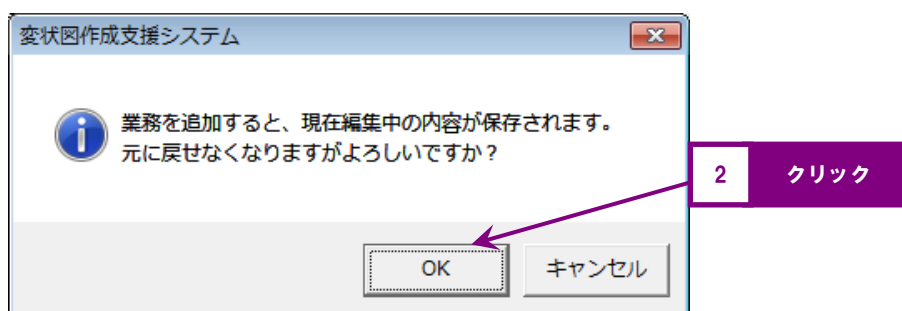 変状図作成支援システム
業務を追加すると、現在編集中の内容が保存されます。
元に戻せなくなりますがよろしいですか？
2 クリック
OK キャンセル